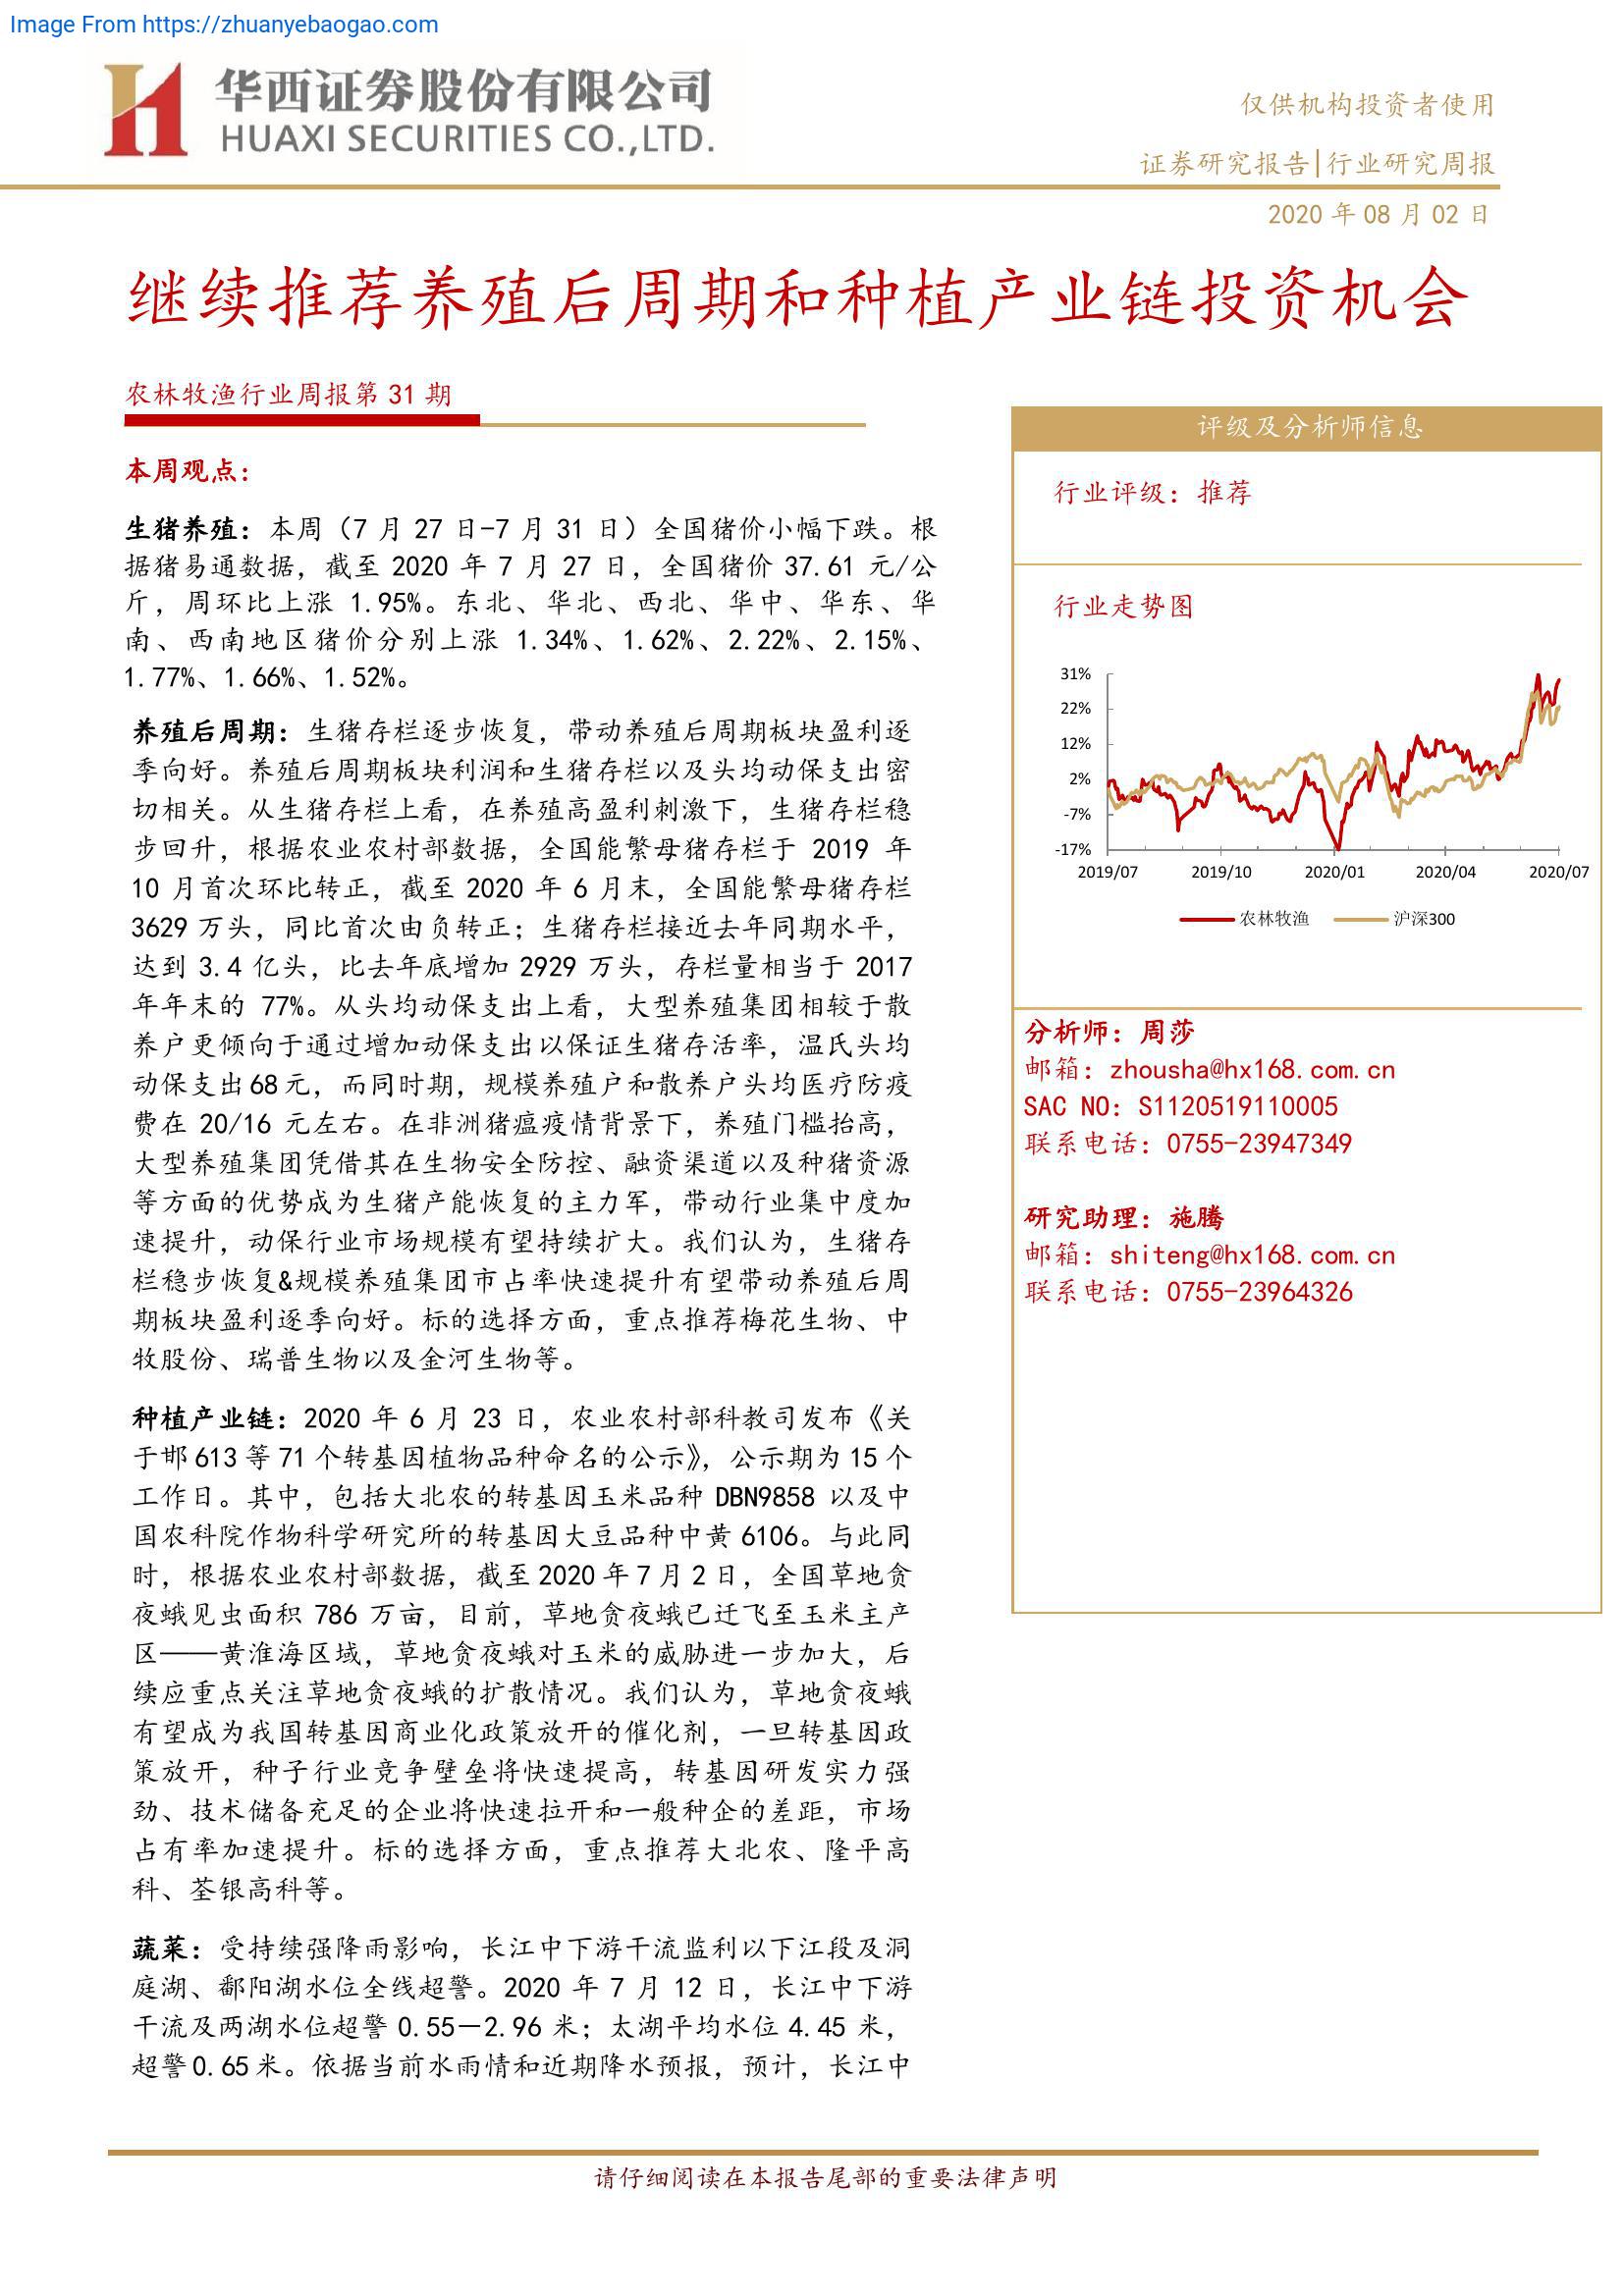 Image From https://zhuanyebaogao.com
华西证券股份有限公司
HUAXI SECURITIES CO.,LTD.
仅供机构投资者使用
证券研究报告|行业研究周报
2020 年 08 月 02 日
继续推荐养殖后周期和种植产业链投资机会
农林牧渔行业周报第 31 期
本周观点：
生猪养殖：本周（7 月 27 日-7 月 31 日）全国猪价小幅下跌。根
据猪易通数据，截至 2020 年 7 月 27 日，全国猪价 37.61 元/公
斤，周环比上涨 1.95%。东北、华北、西北、华中、华东、华
南、西南地区猪价分别上涨 1.34%、1.62%、2.22%、2.15%、
1.77%、1.66%、1.52%。
养殖后周期：生猪存栏逐步恢复，带动养殖后周期板块盈利逐
季向好。养殖后周期板块利润和生猪存栏以及头均动保支出密
切相关。从生猪存栏上看，在养殖高盈利刺激下，生猪存栏稳
步回升，根据农业农村部数据，全国能繁母猪存栏于 2019 年
10 月首次环比转正，截至 2020 年 6 月末，全国能繁母猪存栏
3629 万头，同比首次由负转正；生猪存栏接近去年同期水平，
达到 3.4 亿头，比去年底增加 2929 万头，存栏量相当于 2017
年年末的 77%。从头均动保支出上看，大型养殖集团相较于散
养户更倾向于通过增加动保支出以保证生猪存活率，温氏头均
动保支出 68 元，而同时期，规模养殖户和散养户头均医疗防疫
费在 20/16 元左右。在非洲猪瘟疫情背景下，养殖门槛抬高，
大型养殖集团凭借其在生物安全防控、融资渠道以及种猪资源
等方面的优势成为生猪产能恢复的主力军，带动行业集中度加
速提升，动保行业市场规模有望持续扩大。我们认为，生猪存
栏稳步恢复&规模养殖集团市占率快速提升有望带动养殖后周
期板块盈利逐季向好。标的选择方面，重点推荐梅花生物、中
牧股份、瑞普生物以及金河生物等。
种植产业链：2020 年 6 月 23 日，农业农村部科教司发布《关
于邯 613 等 71 个转基因植物品种命名的公示》，公示期为 15 个
工作日。其中，包括大北农的转基因玉米品种 DBN9858 以及中
国农科院作物科学研究所的转基因大豆品种中黄 6106。与此同
时，根据农业农村部数据，截至 2020 年 7 月 2 日，全国草地贪
夜蛾见虫面积 786 万亩，目前，草地贪夜蛾已迁飞至玉米主产
区——黄淮海区域，草地贪夜蛾对玉米的威胁进一步加大，后
续应重点关注草地贪夜蛾的扩散情况。我们认为，草地贪夜蛾
有望成为我国转基因商业化政策放开的催化剂，一旦转基因政
策放开，种子行业竞争壁垒将快速提高，转基因研发实力强
劲、技术储备充足的企业将快速拉开和一般种企的差距，市场
占有率加速提升。标的选择方面，重点推荐大北农、隆平高
科、荃银高科等。
蔬菜：受持续强降雨影响，长江中下游干流监利以下江段及洞
庭湖、鄱阳湖水位全线超警。2020 年 7 月 12 日，长江中下游
干流及两湖水位超警 0.55－2.96 米；太湖平均水位 4.45 米，
超警 0.65 米。依据当前水雨情和近期降水预报，预计，长江中
评级及分析师信息
行业评级：推荐
行业走势图
31%
22%
12%
2%
-7%
-17%
2019/07 2019/10 2020/01 2020/04 2020/07
农林牧渔 沪深300
分析师：周莎
邮箱：zhousha@hx168.com.cn
SAC NO：S1120519110005
联系电话：0755-23947349
研究助理：施腾
邮箱：shiteng@hx168.com.cn
联系电话：0755-23964326
请仔细阅读在本报告尾部的重要法律声明